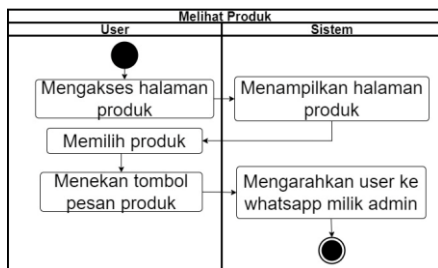 Melihat Produk
User
Sistem
Mengakses halaman
produk
Menampilkan halaman
produk
Memilih produk
Menekan tombol
pesan produk
Mengarahkan user ke
whatsapp milik admin